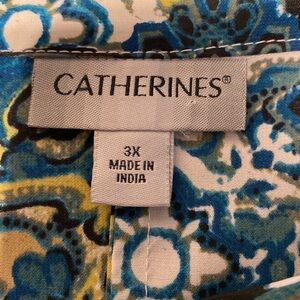 CATHERINES®
3X
MADE IN
INDIA